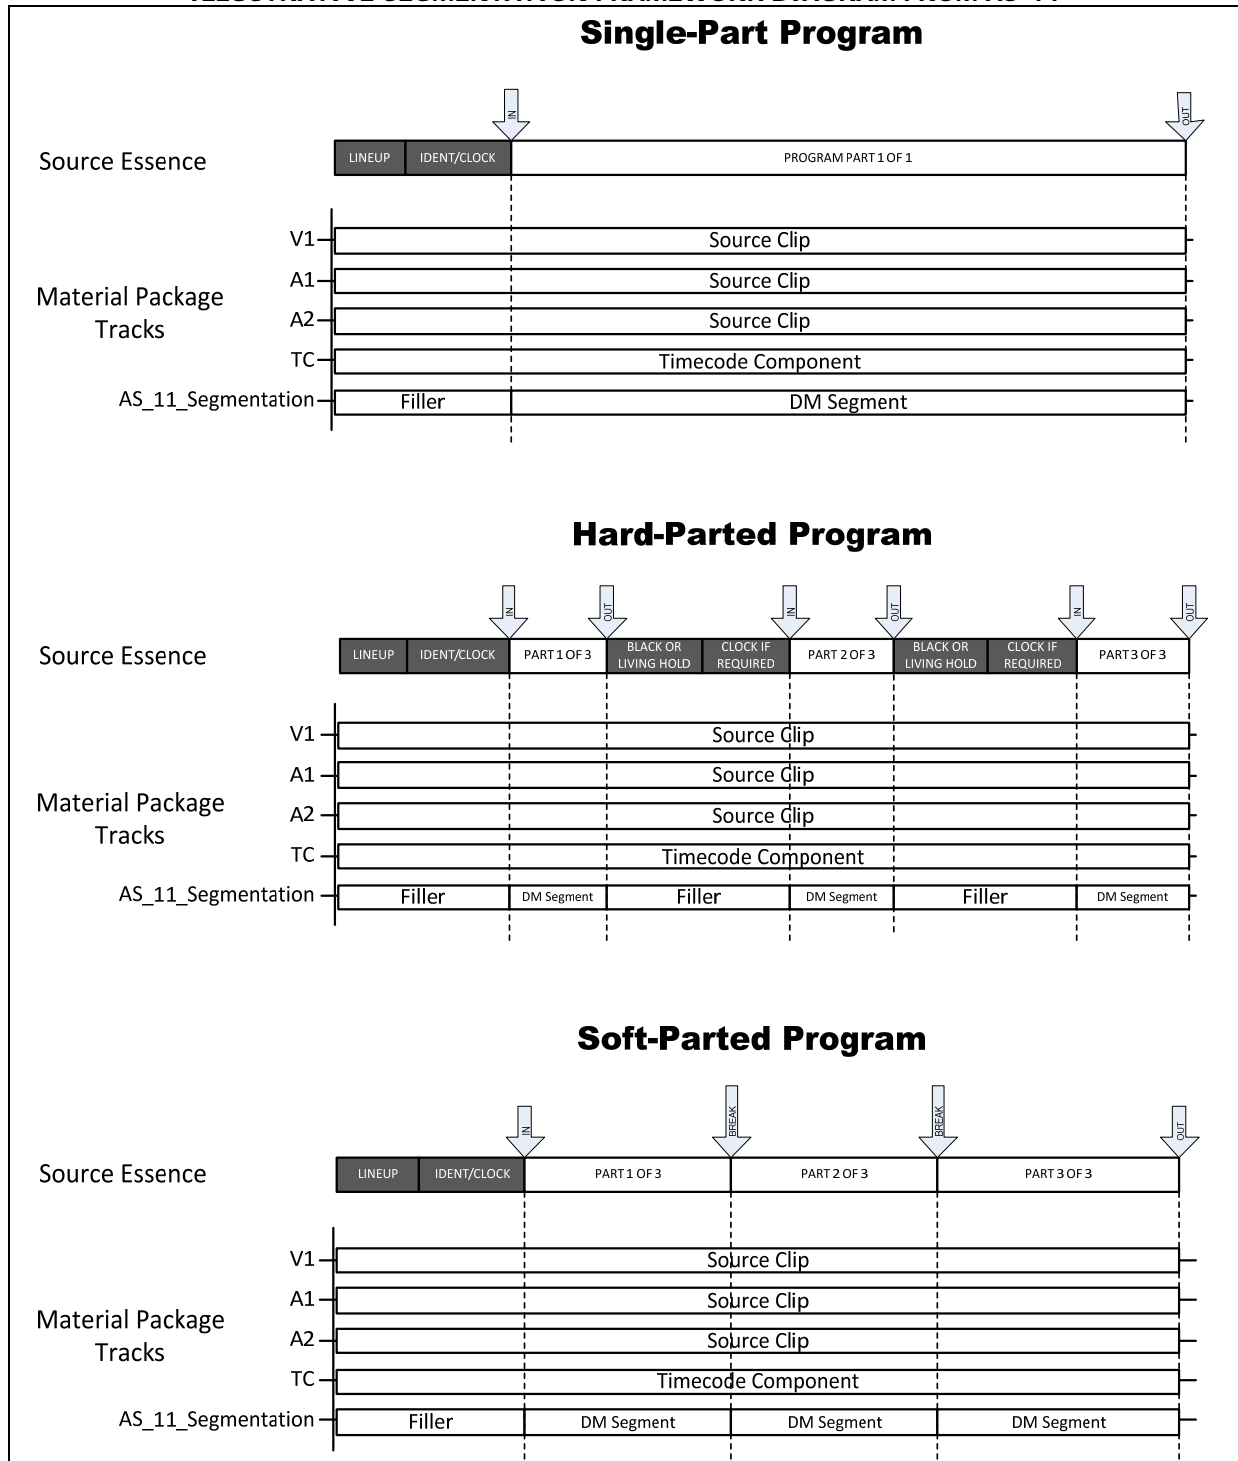 Single-Part Program
IN
OUT
Source Essence
LINEUP
IDENT/CLOCK
PROGRAM PART 1 OF 1
Material Package
Tracks
V1
Source Clip
A1
Source Clip
A2
Source Clip
TC
Timecode Component
AS_11_Segmentation
Filler
DM Segment
Hard-Parted Program
IN
OUT
IN
OUT
IN
OUT
Source Essence
LINEUP
IDENT/CLOCK
PART 1 OF 3
BLACK OR
LIVING HOLD
CLOCK IF
REQUIRED
PART 2 OF 3
BLACK OR
LIVING HOLD
CLOCK IF
REQUIRED
PART 3 OF 3
Material Package
Tracks
V1
Source Clip
A1
Source Clip
A2
Source Clip
TC
Timecode Component
AS_11_Segmentation
Filler
DM Segment
Filler
DM Segment
Filler
DM Segment
Soft-Parted Program
IN
BREAK
BREAK
OUT
Source Essence
LINEUP
IDENT/CLOCK
PART 1 OF 3
PART 2 OF 3
PART 3 OF 3
Material Package
Tracks
V1
Source Clip
A1
Source Clip
A2
Source Clip
TC
Timecode Component
AS_11_Segmentation
Filler
DM Segment
DM Segment
DM Segment